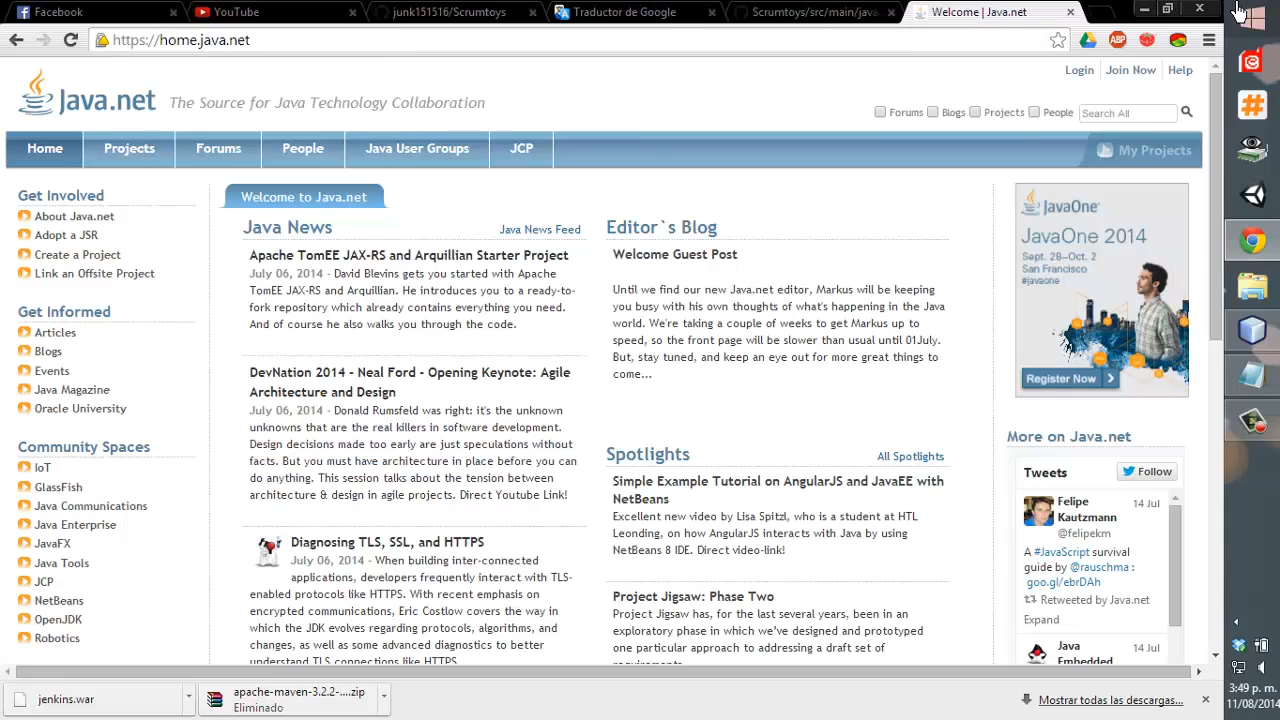 Facebook
YouTube
junk151516/Scrumtoys
Traductor de Google
Scrumtoys/src/main/java
Welcome | Java.net
https://home.java.net
Login
Join Now
Help
Java.net
The Source for Java Technology Collaboration
Forums
Blogs
Projects
People
Search All
Home
Projects
Forums
People
Java User Groups
JCP
My Projects
Get Involved
About Java.net
Adopt a JSR
Create a Project
Link an Offsite Project
Get Informed
Articles
Blogs
Events
Java Magazine
Oracle University
Community Spaces
IoT
GlassFish
Java Communications
Java Enterprise
JavaFX
Java Tools
JCP
NetBeans
OpenJDK
Robotics
Welcome to Java.net
Java News
Java News Feed
Apache TomEE JAX-RS and Arquillian Starter Project
July 06, 2014 - David Blevins gets you started with Apache
TomEE JAX-RS and Arquillian. He introduces you to a ready-to-
fork repository which already contains everything you need.
And of course he also walks you through the code.
DevNation 2014 - Neal Ford - Opening Keynote: Agile
Architecture and Design
July 06, 2014 - Donald Rumsfeld was right: it's the unknown
unknowns that are the real killers in software development.
Design decisions made too early are just speculations without
facts. But you must have architecture in place before you can
do anything. This session talks about the tension between
architecture & design in agile projects. Direct Youtube Link!
Diagnosing TLS, SSL, and HTTPS
July 06, 2014 - When building inter-connected
applications, developers frequently interact with TLS-
enabled protocols like HTTPS. With recent emphasis on
encrypted communications, Eric Costlow covers the way in
which the JDK evolves regarding protocols, algorithms, and
changes, as well as some advanced diagnostics to better
understand TLS connections like HTTPS.
Editor`s Blog
Welcome Guest Post
Until we find our new Java.net editor, Markus will be keeping
you busy with his own thoughts of what's happening in the Java
world. We're taking a couple of weeks to get Markus up to
speed, so the front page will be slower than usual until 01July.
But, stay tuned, and keep an eye out for more great things to
come...
Spotlights
All Spotlights
Simple Example Tutorial on AngularJS and JavaEE with
NetBeans
Excellent new video by Lisa Spitzl, who is a student at HTL
Leonding, on how AngularJS interacts with Java by using
NetBeans 8 IDE. Direct video-link!
Project Jigsaw: Phase Two
Project Jigsaw has, for the last several years, been in an
exploratory phase in which we've designed and prototyped
one particular approach to addressing a draft set of
requirements.
JavaOne
ORACLE
JavaOne 2014
Sept. 28-Oct. 2
San Francisco
#javaone
Register Now
More on Java.net
Tweets
Follow
Felipe
Kautzmann
@felipekm
14 Jul
A #JavaScript survival
guide by @rauschma :
goo.gl/ebrDAh
Retweeted by Java.net
Expand
Java
Embedded
14 Jul
jenkins.war
apache-maven-3.2.2-....zip
Eliminado
Mostrar todas las descargas...
ABP
3:49 p. m.
11/08/2014